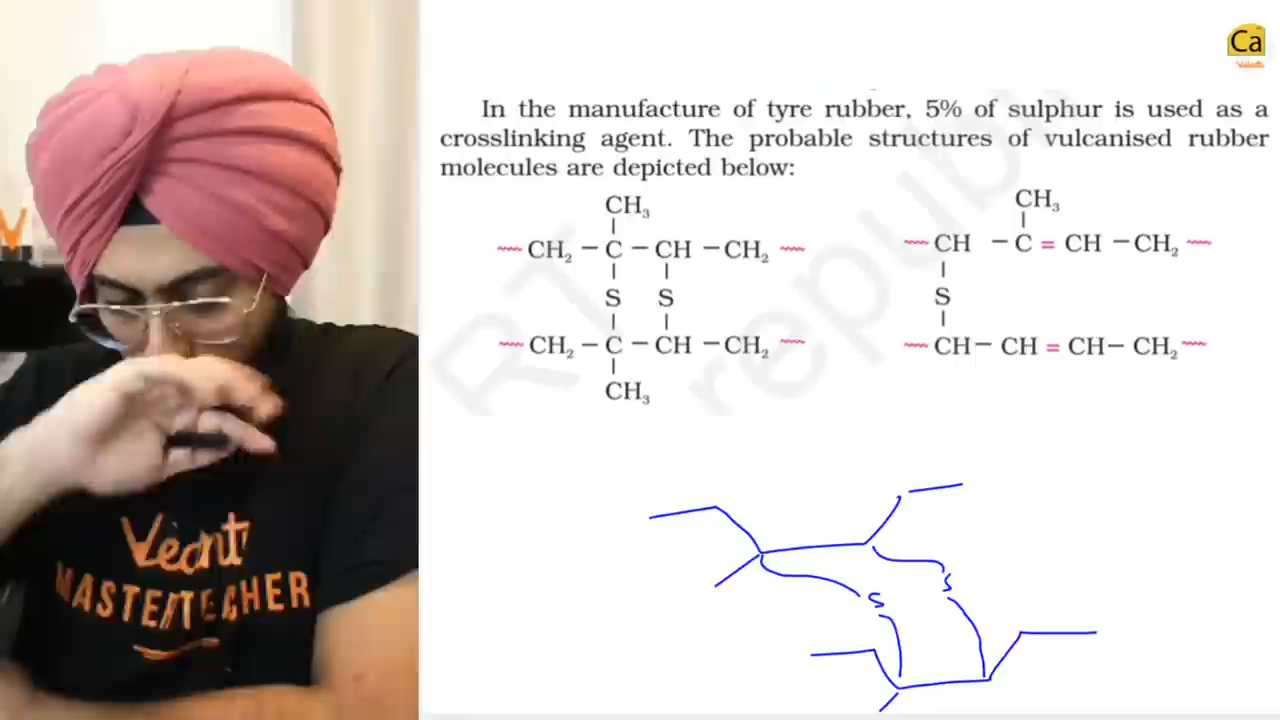 Ca
Vedantu
In the manufacture of tyre rubber, 5% of sulphur is used as a
crosslinking agent. The probable structures of vulcanised rubber
molecules are depicted below:
CH₃
CH₂ – C – CH – CH₂
S S
CH₂ – C – CH – CH₂
CH₃
CH₃
CH – C = CH – CH₂
S
CH – CH = CH – CH₂
S
S
MASTER TEACHER